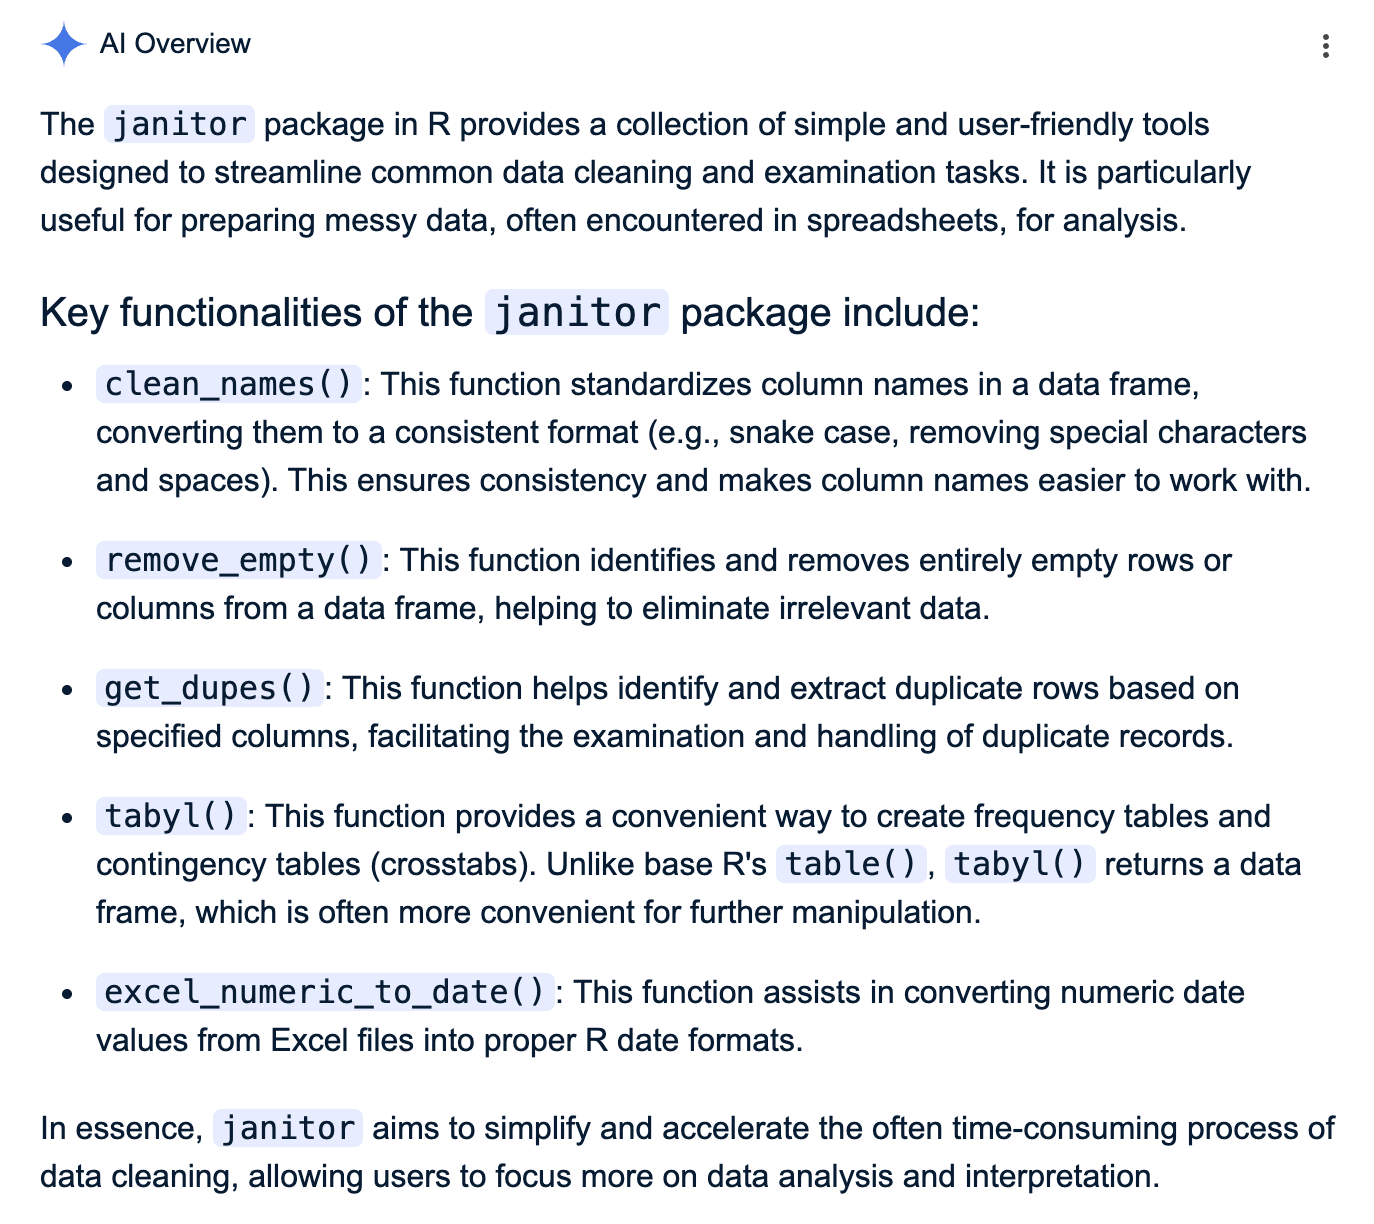 AI Overview
The janitor package in R provides a collection of simple and user-friendly tools
designed to streamline common data cleaning and examination tasks. It is particularly
useful for preparing messy data, often encountered in spreadsheets, for analysis.
Key functionalities of the janitor package include:
• clean_names(): This function standardizes column names in a data frame,
converting them to a consistent format (e.g., snake case, removing special characters
and spaces). This ensures consistency and makes column names easier to work with.
• remove_empty(): This function identifies and removes entirely empty rows or
columns from a data frame, helping to eliminate irrelevant data.
• get_dupes(): This function helps identify and extract duplicate rows based on
specified columns, facilitating the examination and handling of duplicate records.
• tabyl(): This function provides a convenient way to create frequency tables and
contingency tables (crosstabs). Unlike base R's table(), tabyl() returns a data
frame, which is often more convenient for further manipulation.
• excel_numeric_to_date(): This function assists in converting numeric date
values from Excel files into proper R date formats.
In essence, janitor aims to simplify and accelerate the often time-consuming process of
data cleaning, allowing users to focus more on data analysis and interpretation.